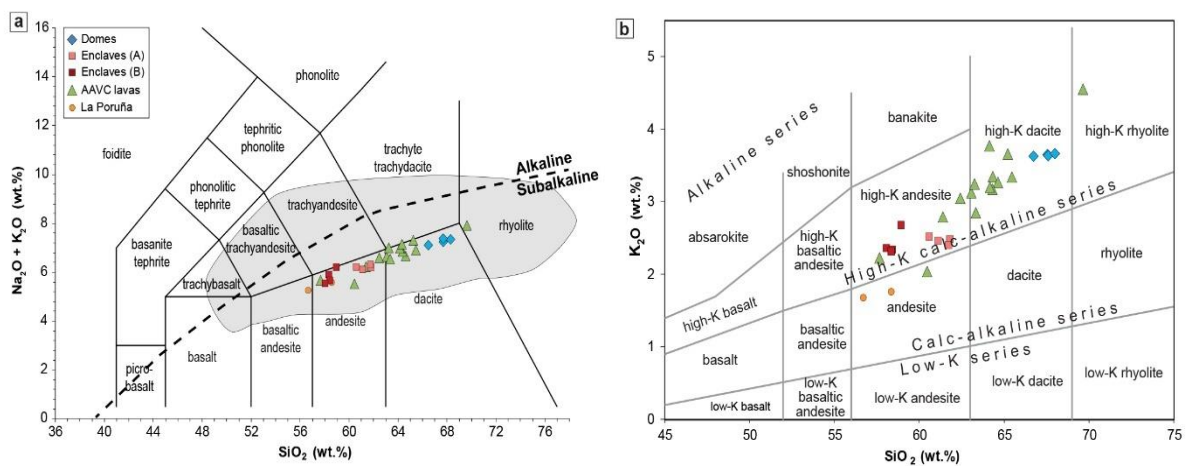 a
Na2O + K2O (wt.%)
16
14
12
10
8
6
4
2
0
36
40
44
48
52
56
60
64
68
72
76
SiO2 (wt.%)
Domes
Enclaves (A)
Enclaves (B)
AAVC lavas
La Poruña
phonolite
tephritic
phonolite
foidite
trachyte
trachydacite
Alkaline
Subalkaline
phonolitic
tephrite
trachyandesite
rhyolite
basaltic
trachyandesite
basanite
tephrite
trachybasalt
dacite
andesite
basaltic
andesite
basalt
picro-
basalt
b
K2O (wt.%)
5
4
3
2
1
0
45
50
55
60
65
70
75
SiO2 (wt.%)
Alkaline series
banakite
high-K dacite
high-K rhyolite
shoshonite
high-K andesite
absarokite
high-K
basaltic
andesite
High-K calc-alkaline series
high-K basalt
rhyolite
dacite
andesite
basaltic
andesite
basalt
Calc-alkaline series
Low-K series
low-K rhyolite
low-K dacite
low-K andesite
low-K
basaltic
andesite
low-K basalt